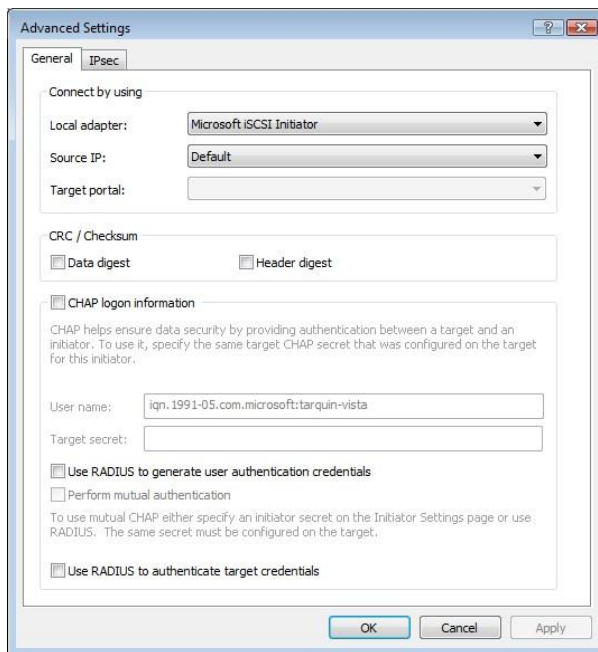 Advanced Settings
General
IPsec
Connect by using
Local adapter:
Microsoft iSCSI Initiator
Source IP:
Default
Target portal:
CRC / Checksum
Data digest
Header digest
CHAP logon information
CHAP helps ensure data security by providing authentication between a target and an
initiator. To use it, specify the same target CHAP secret that was configured on the target
for this initiator.
User name:
iqn.1991-05.com.microsoft:tarquin-vista
Target secret:
Use RADIUS to generate user authentication credentials
Perform mutual authentication
To use mutual CHAP either specify an initiator secret on the Initiator Settings page or use
RADIUS. The same secret must be configured on the target.
Use RADIUS to authenticate target credentials
OK
Cancel
Apply